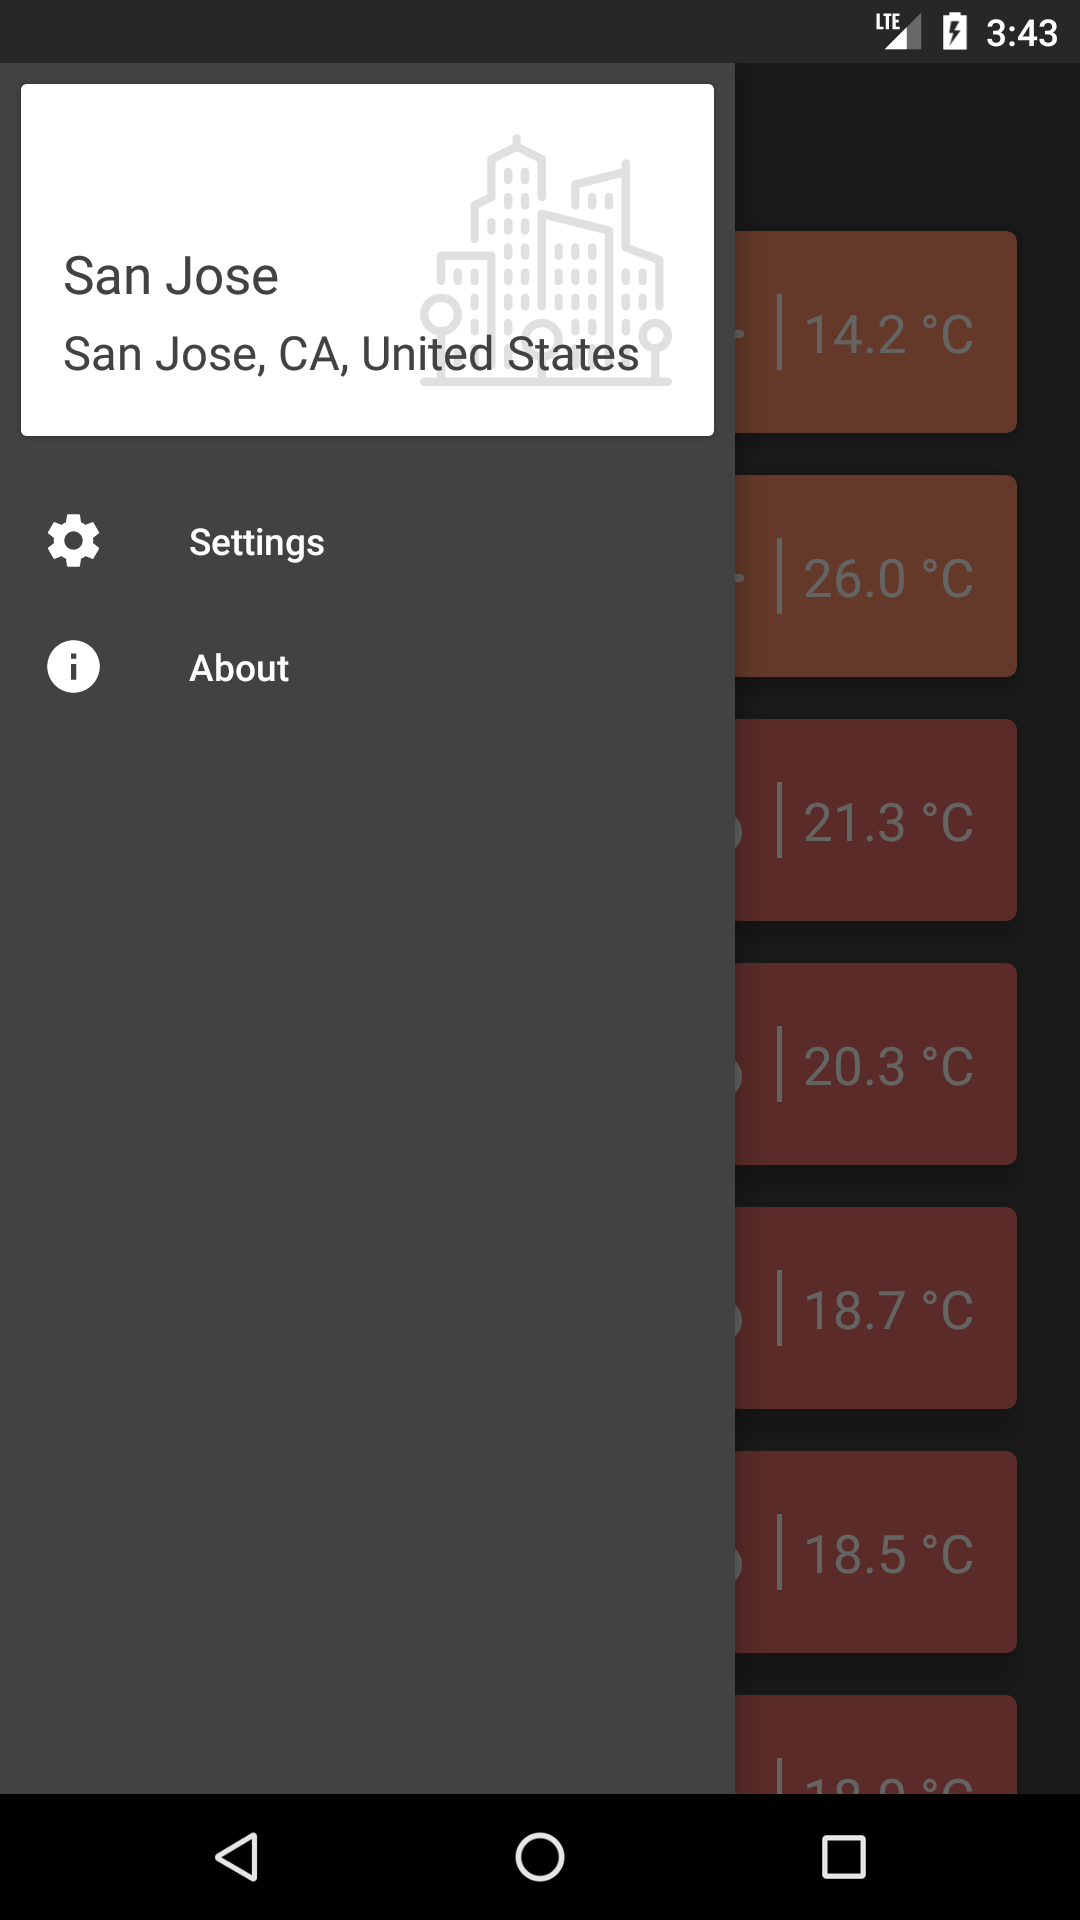 LTE 3:43
San Jose
San Jose, CA, United States
Settings
About
14.2 °C
26.0 °C
21.3 °C
20.3 °C
18.7 °C
18.5 °C